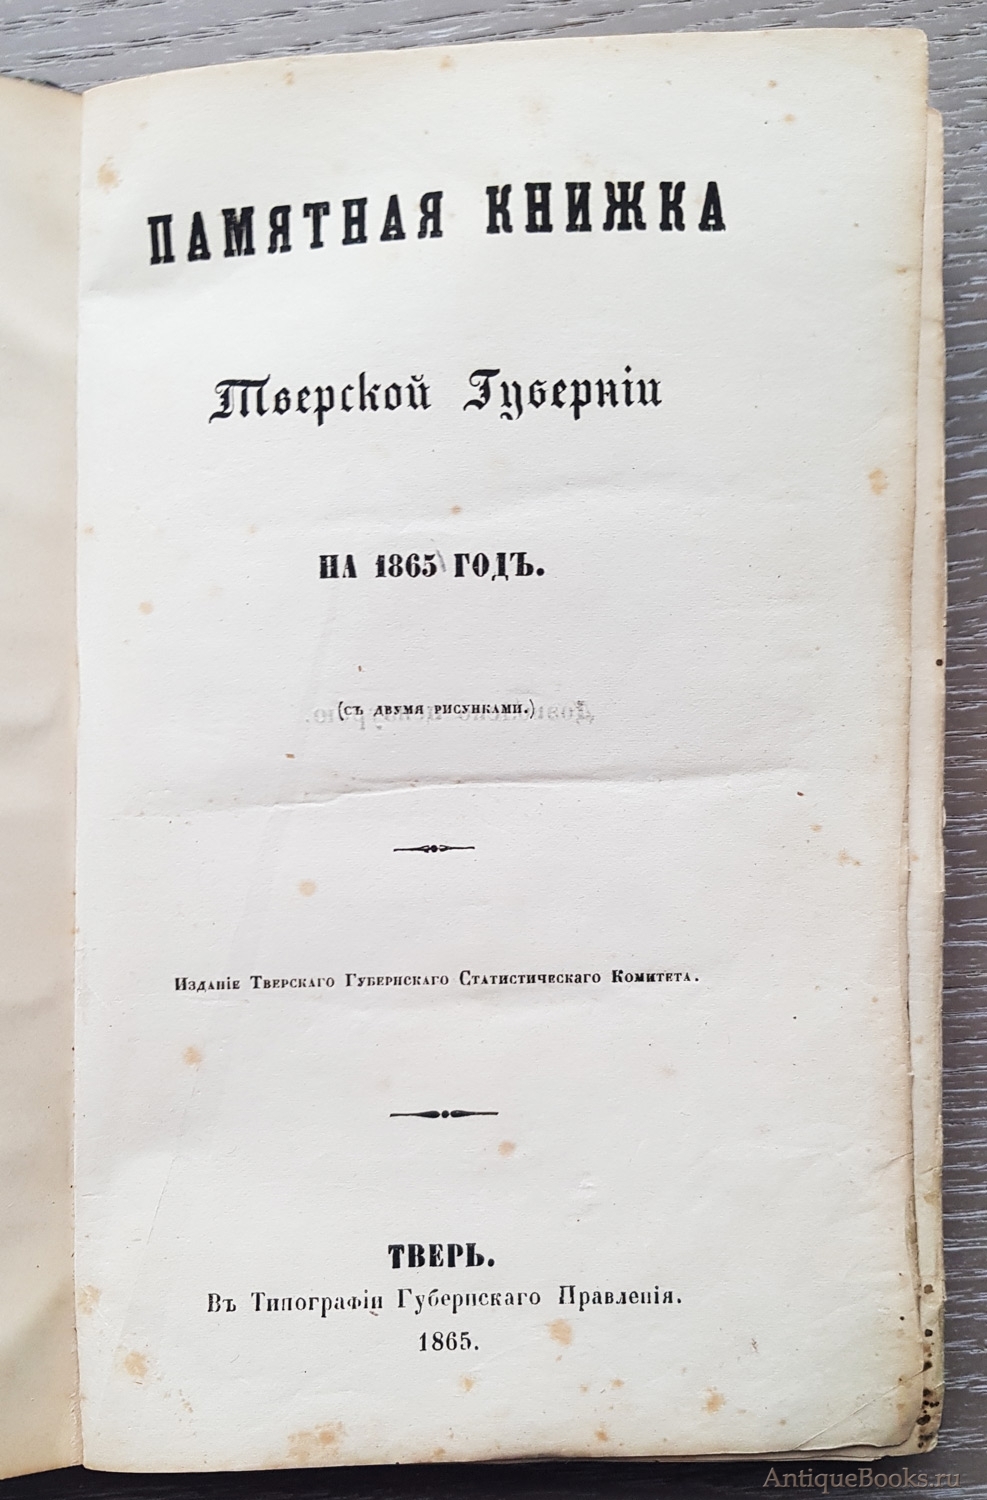 ПАМЯТНАЯ КНИЖКА
Тверской Губерніи
НА 1865 ГОДЪ.
(СЪ ДВУМЯ РИСУНКАМИ.)
Изданіе Тверскаго Губернскаго Статистическаго Комитета.
ТВЕРЬ.
Въ Типографіи Губернскаго Правленія.
1865.
AntiqueBooks.ru